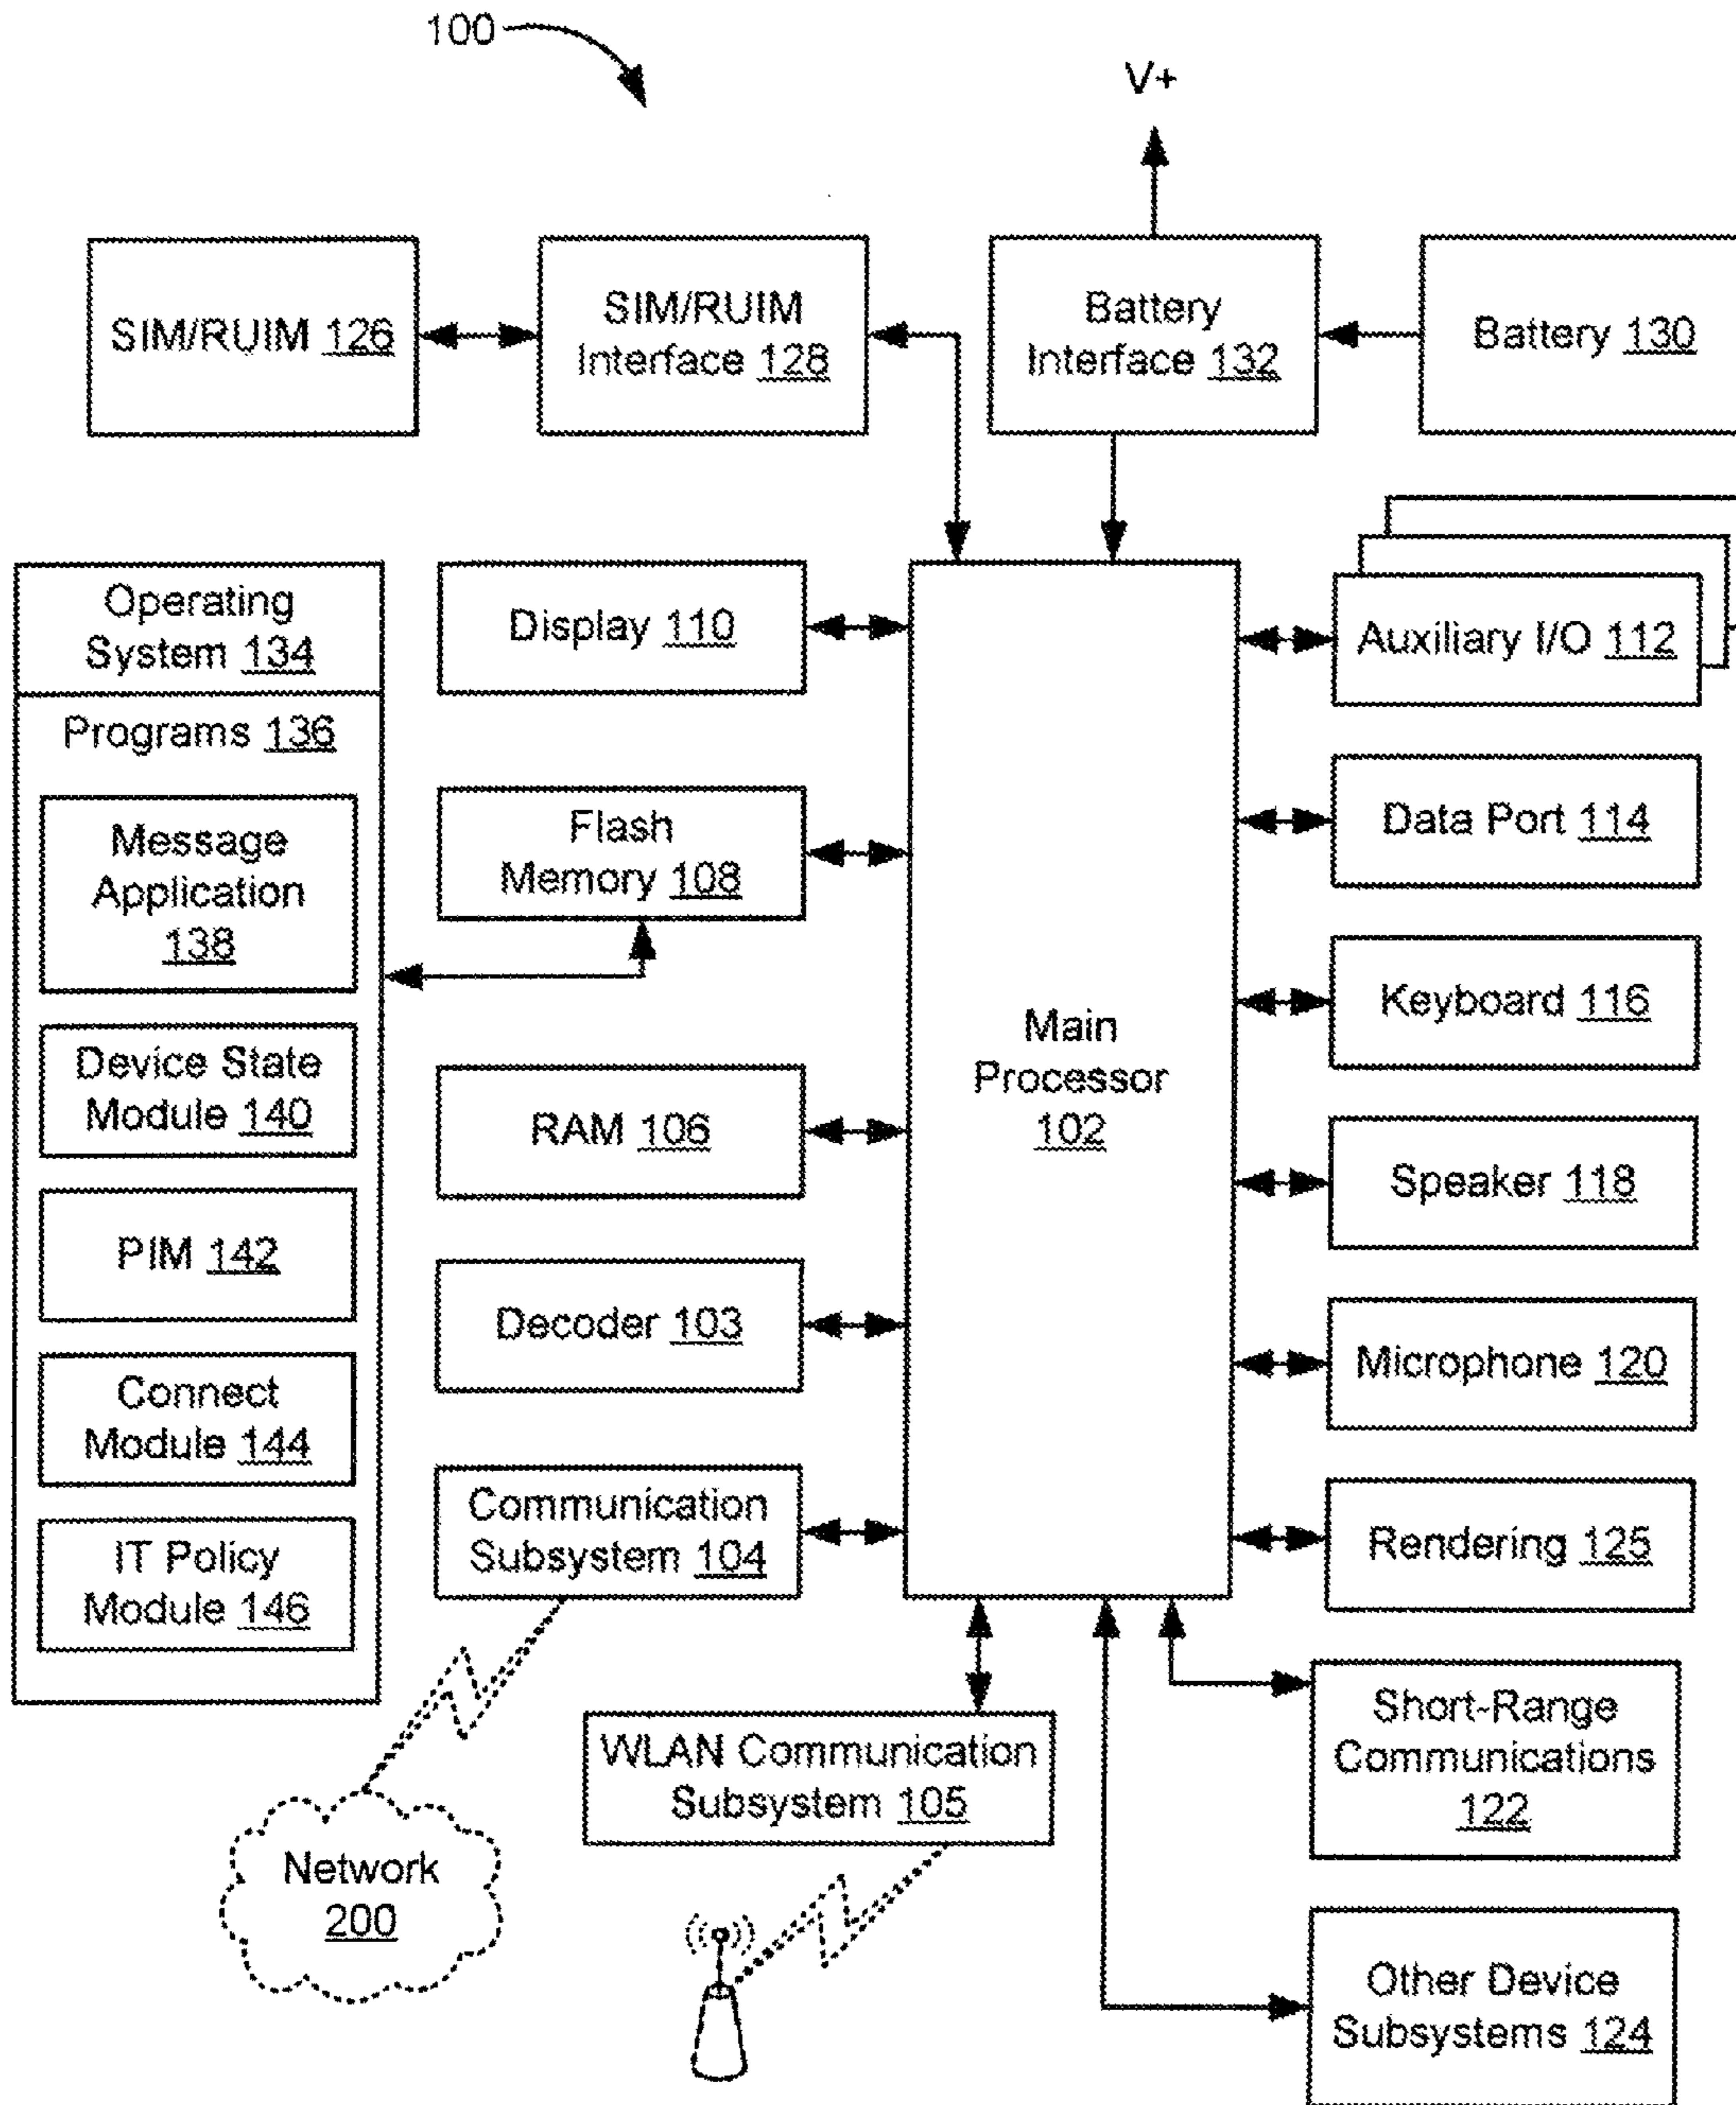 100
V+
SIM/RUIM 126
SIM/RUIM
Interface 128
Battery
Interface 132
Battery 130
Operating
System 134
Programs 136
Message
Application
138
Device State
Module 140
PIM 142
Connect
Module 144
IT Policy
Module 146
Display 110
Flash
Memory 108
RAM 106
Decoder 103
Communication
Subsystem 104
Main
Processor
102
Auxiliary I/O 112
Data Port 114
Keyboard 116
Speaker 118
Microphone 120
Rendering 125
Short-Range
Communications
122
Other Device
Subsystems 124
WLAN Communication
Subsystem 105
Network
200